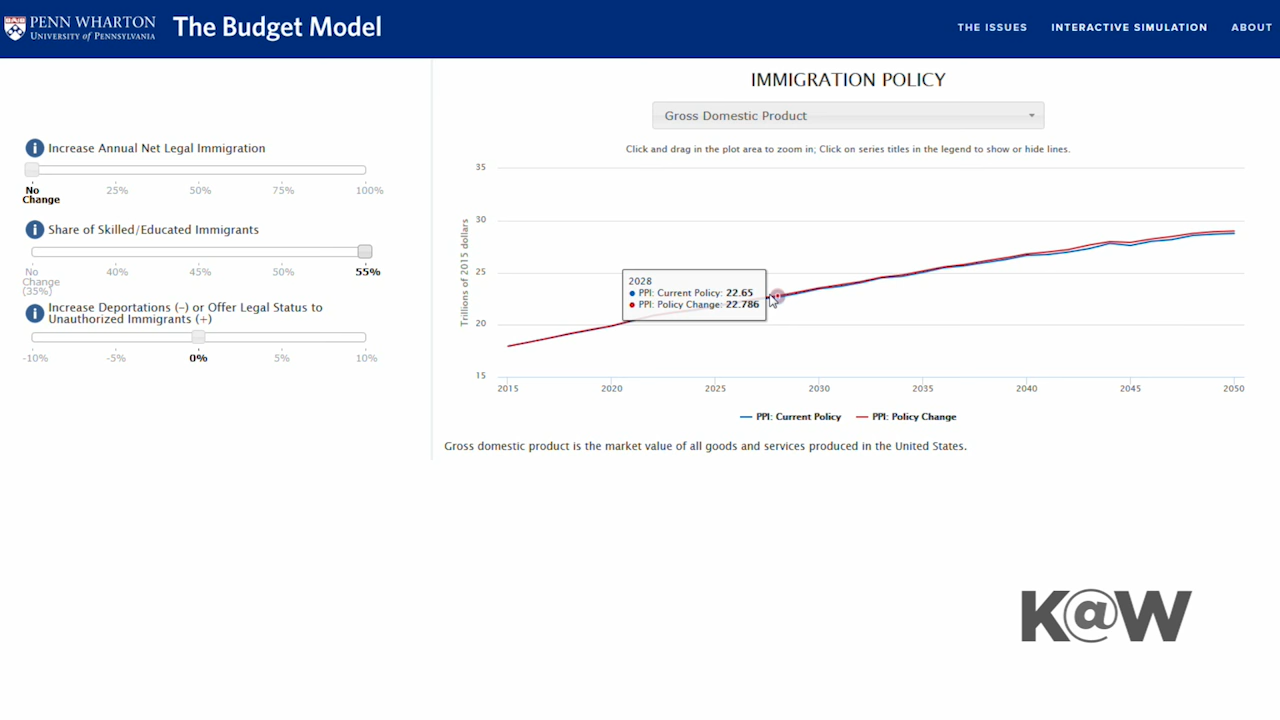 PENN WHARTON
UNIVERSITY of PENNSYLVANIA
The Budget Model
THE ISSUES
INTERACTIVE SIMULATION
ABOUT
IMMIGRATION POLICY
Gross Domestic Product
Click and drag in the plot area to zoom in; Click on series titles in the legend to show or hide lines.
i Increase Annual Net Legal Immigration
No Change 25% 50% 75% 100%
i Share of Skilled/Educated Immigrants
No Change (35%) 40% 45% 50% 55%
i Increase Deportations (-) or Offer Legal Status to
Unauthorized Immigrants (+)
-10% -5% 0% 5% 10%
Trillions of 2015 dollars
35
30
25
20
15
2028
PPI: Current Policy: 22.65
PPI: Policy Change: 22.786
2015 2020 2025 2030 2035 2040 2045 2050
PPI: Current Policy PPI: Policy Change
Gross domestic product is the market value of all goods and services produced in the United States.
K@W